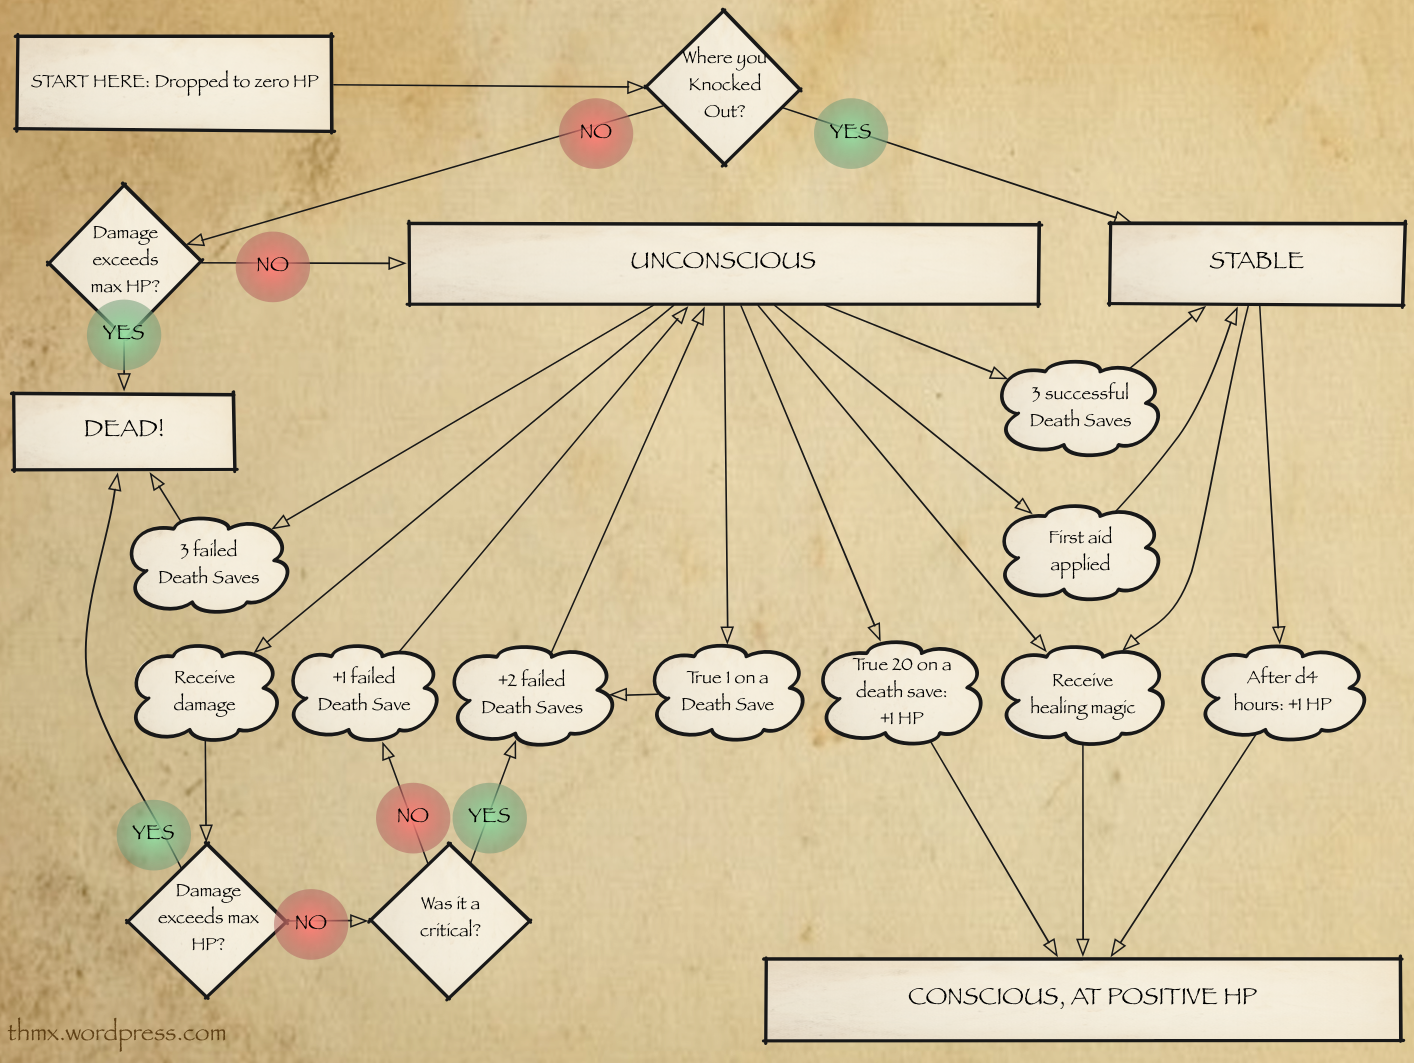 START HERE: Dropped to zero HP
Where you
Knocked
Out?
NO
YES
Damage
exceeds
max HP?
NO
YES
UNCONSCIOUS
STABLE
DEAD!
3 successful
Death Saves
3 failed
Death Saves
First aid
applied
Receive
damage
+1 failed
Death Save
+2 failed
Death Saves
True 1 on a
Death Save
True 20 on a
death save:
+1 HP
Receive
healing magic
After d4
hours: +1 HP
YES
NO
YES
Damage
exceeds max
HP?
NO
Was it a
critical?
CONSCIOUS, AT POSITIVE HP
thmx.wordpress.com